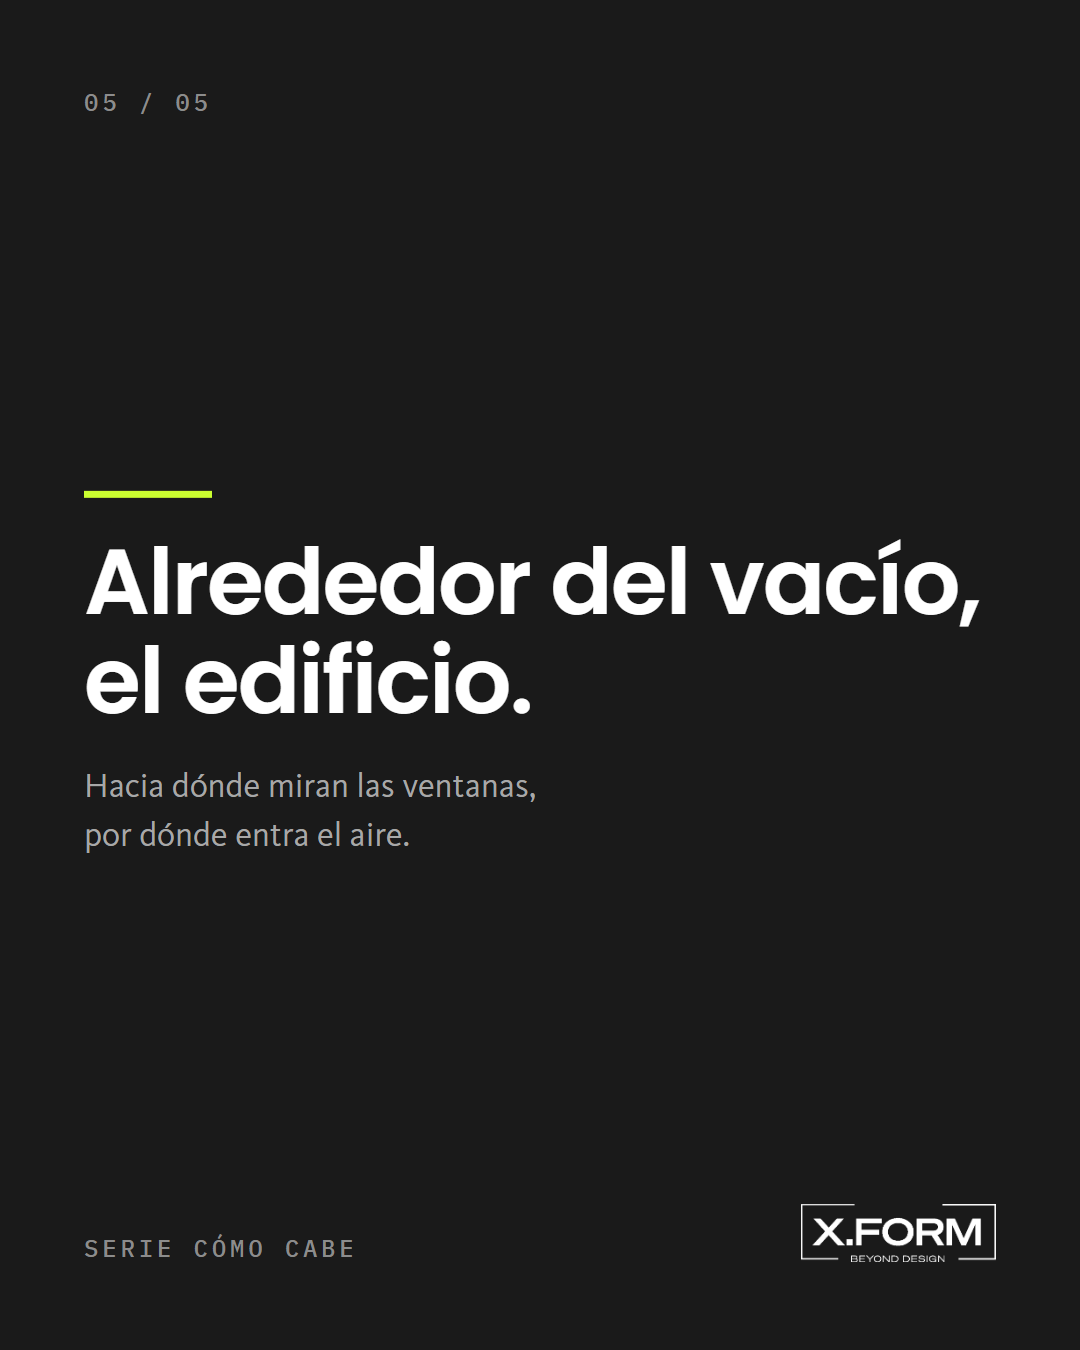 05 / 05
Alrededor del vacío,
el edificio.
Hacia dónde miran las ventanas,
por dónde entra el aire.
SERIE CÓMO CABE
X.FORM
BEYOND DESIGN